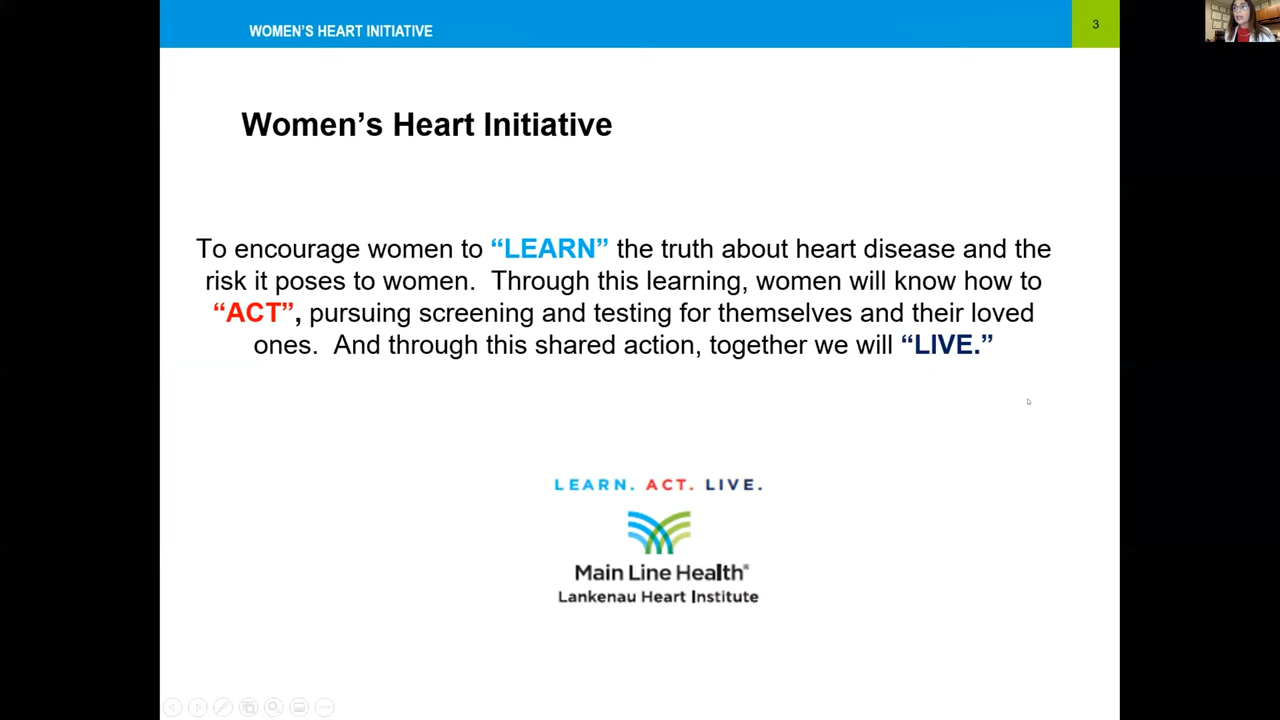 WOMEN’S HEART INITIATIVE
3
Women’s Heart Initiative
To encourage women to “LEARN” the truth about heart disease and the
risk it poses to women.  Through this learning, women will know how to
“ACT”, pursuing screening and testing for themselves and their loved
ones.  And through this shared action, together we will “LIVE.”
LEARN. ACT. LIVE.
Main Line Health®
Lankenau Heart Institute